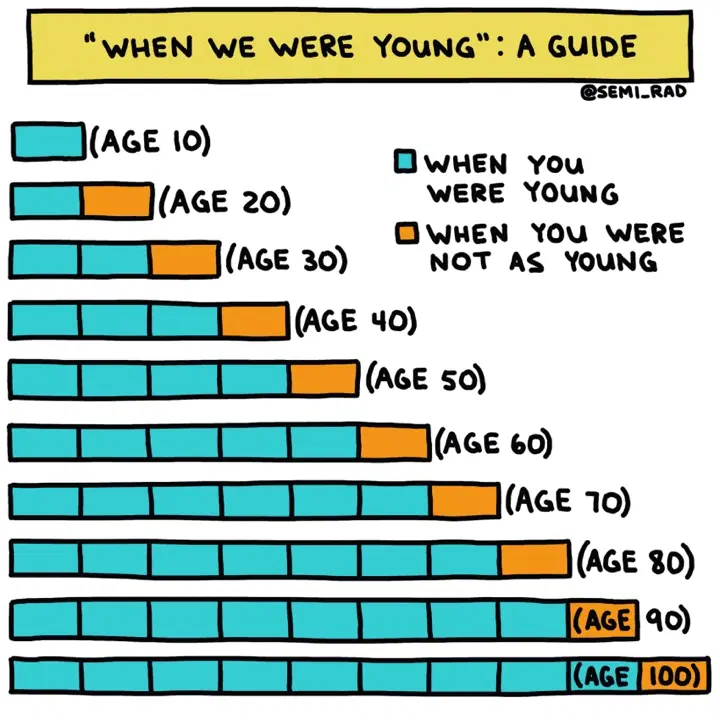 "WHEN WE WERE YOUNG": A GUIDE
@SEMI_RAD
(AGE 10)
WHEN YOU
WERE YOUNG
(AGE 20)
WHEN YOU WERE
NOT AS YOUNG
(AGE 30)
(AGE 40)
(AGE 50)
(AGE 60)
(AGE 70)
(AGE 80)
(AGE 90)
(AGE 100)